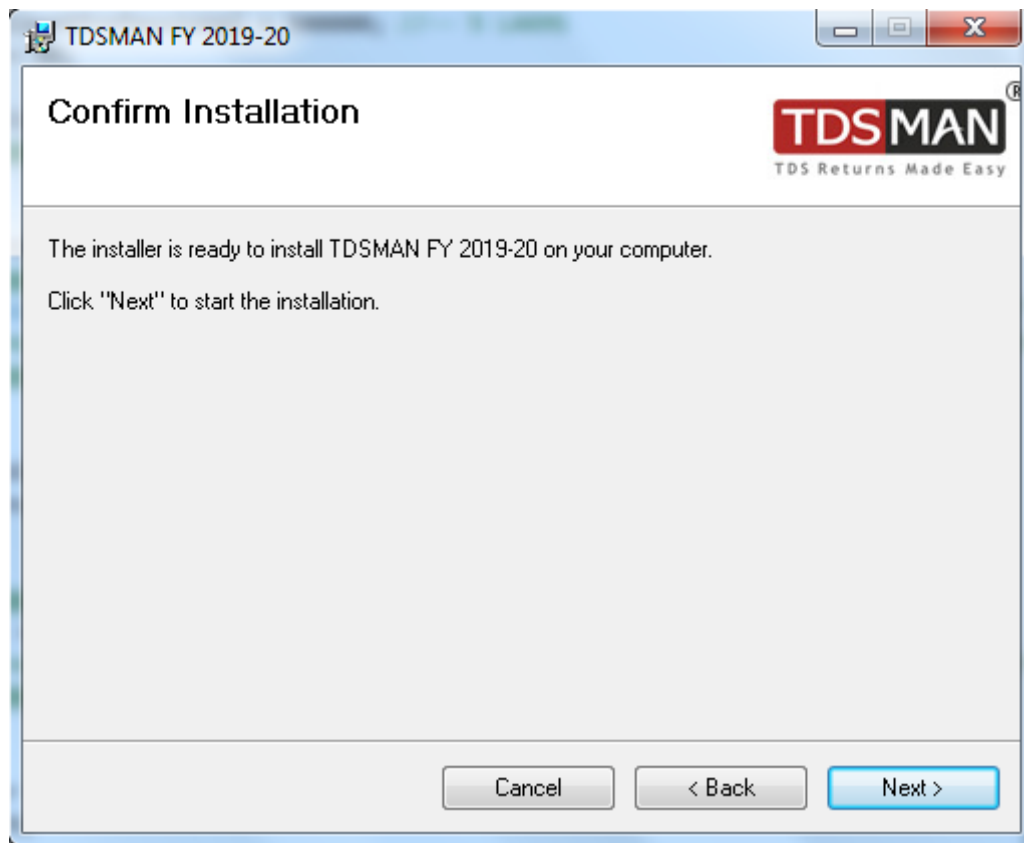 TDSMAN FY 2019-20
Confirm Installation
TDSMAN®
TDS Returns Made Easy
The installer is ready to install TDSMAN FY 2019-20 on your computer.
Click "Next" to start the installation.
Cancel
< Back
Next >